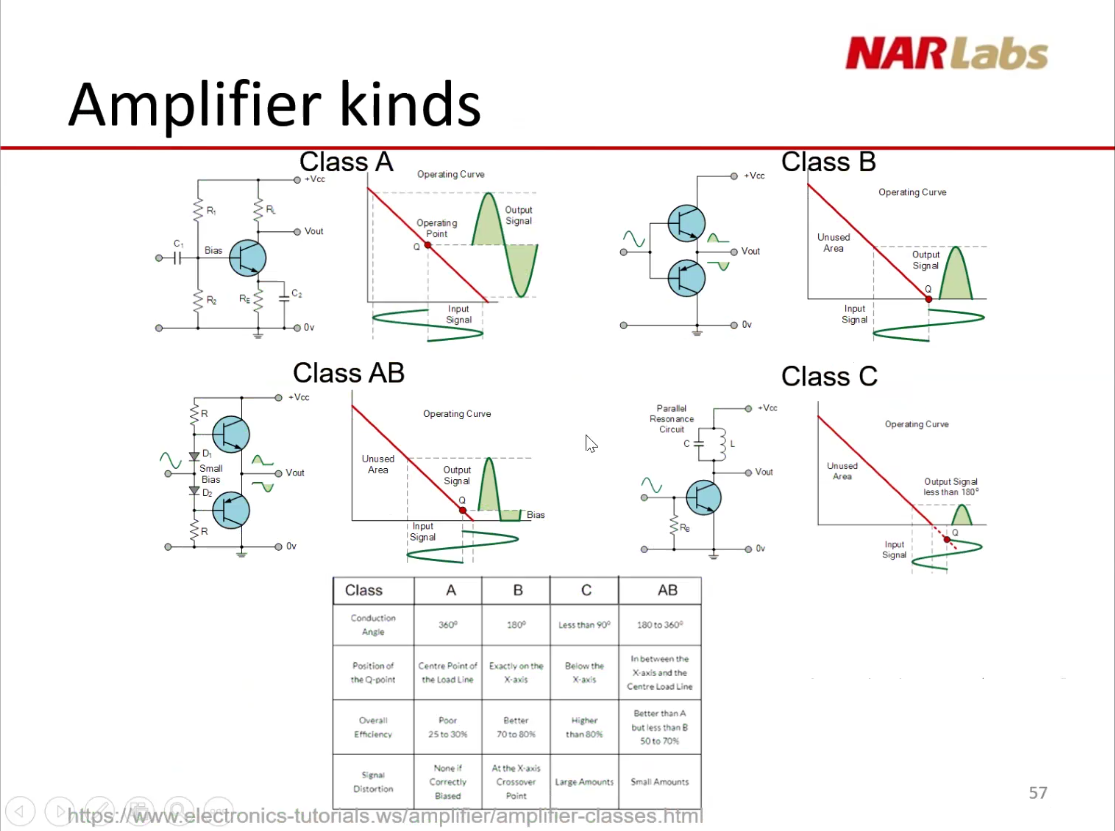 NARLabs
Amplifier kinds
Class A
+Vcc
R1
RL
Vout
C1
Bias
R2
RE
C2
0v
Operating Curve
Operating
Point
Q
Output
Signal
Input
Signal
Class B
+Vcc
Vout
0v
Operating Curve
Unused
Area
Output
Signal
Q
Input
Signal
Class AB
+Vcc
R
D1
Small
Bias
Vout
D2
R
0v
Operating Curve
Unused
Area
Output
Signal
Q
Bias
Input
Signal
Class C
Parallel
Resonance
Circuit
+Vcc
C
L
Vout
RE
0v
Operating Curve
Unused
Area
Output Signal
less than 180º
Q
Input
Signal
Class A B C AB
Conduction
Angle
360º
180º
Less than 90º
180 to 360º
Position of
the Q-point
Centre Point of
the Load Line
Exactly on the
X-axis
Below the
X-axis
In between the
X-axis and the
Centre Load Line
Overall
Efficiency
Poor
25 to 30%
Better
70 to 80%
Higher
than 80%
Better than A
but less than B
50 to 70%
Signal
Distortion
None if
Correctly
Biased
At the X-axis
Crossover
Point
Large Amounts
Small Amounts
https://www.electronics-tutorials.ws/amplifier/amplifier-classes.html
57